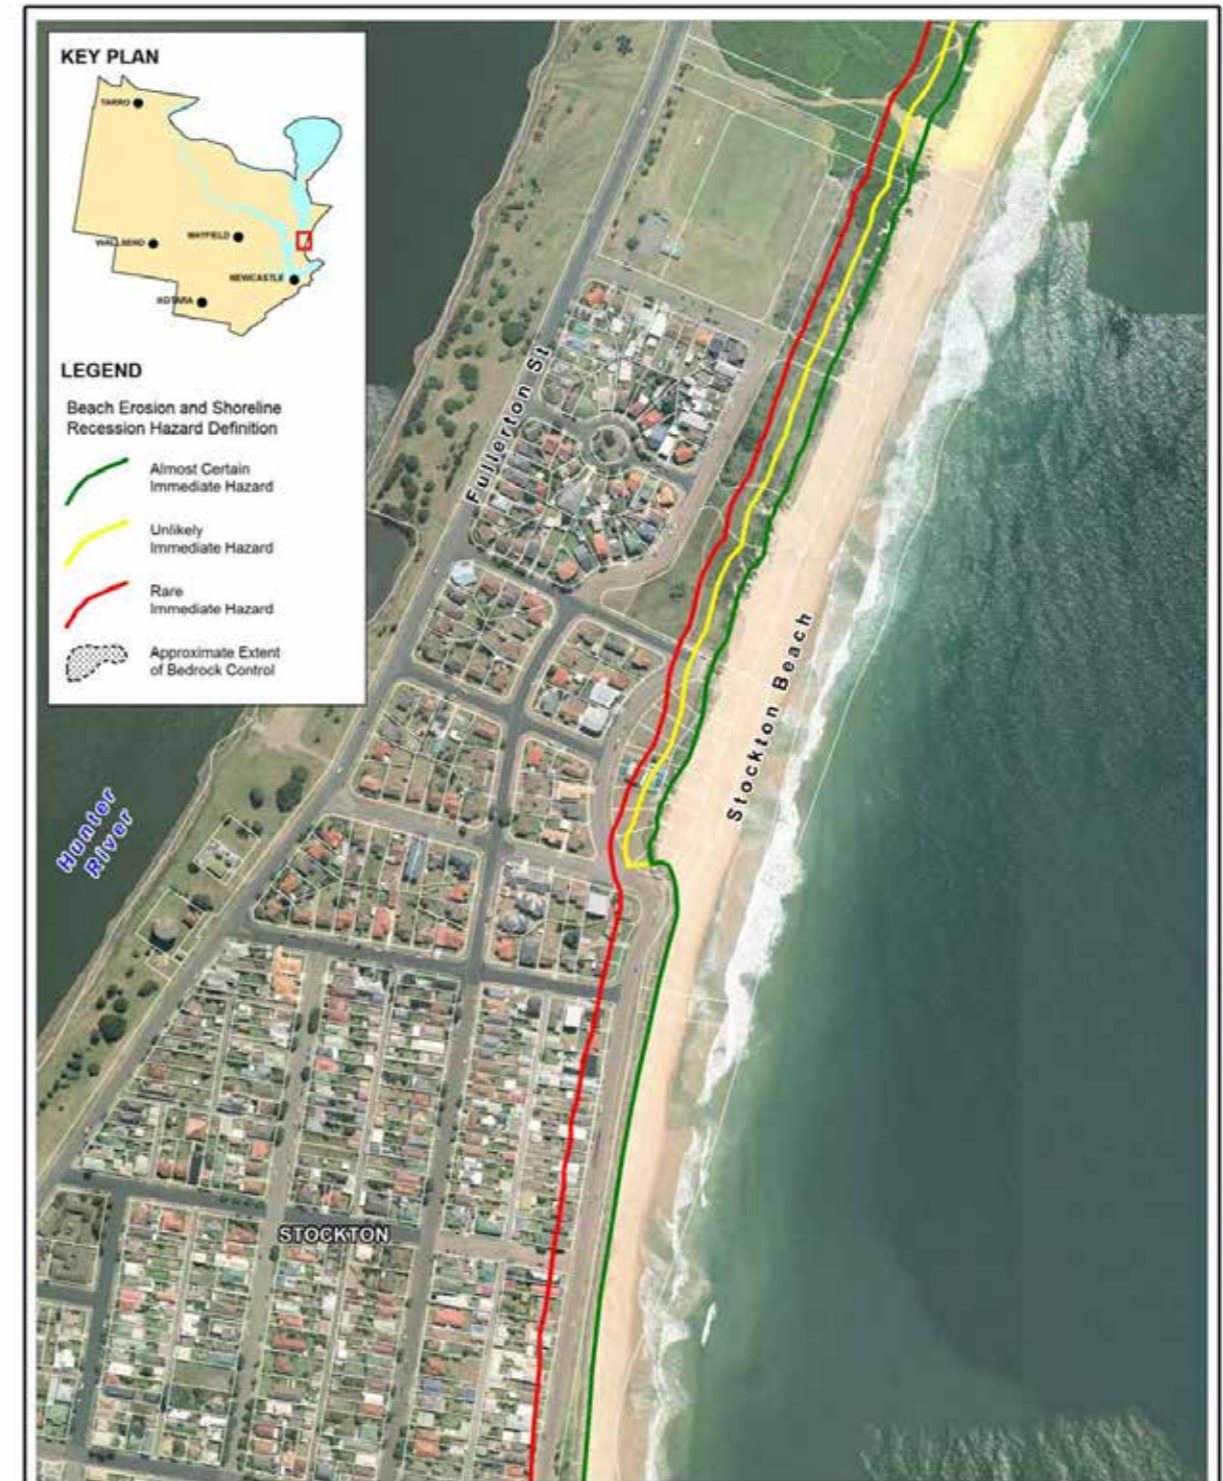 KEY PLAN
TARRO
WALLSEND
MAYFIELD
NEWCASTLE
KOTARA
LEGEND
Beach Erosion and Shoreline
Recession Hazard Definition
Almost Certain
Immediate Hazard
Unlikely
Immediate Hazard
Rare
Immediate Hazard
Approximate Extent
of Bedrock Control
Fullerton St
Stockton Beach
Hunter
River
STOCKTON